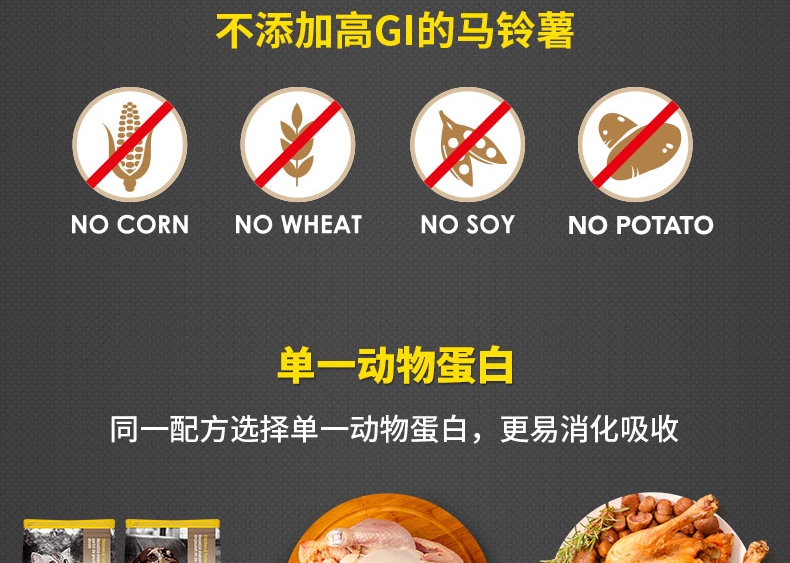 不添加高GI的马铃薯
NO CORN
NO WHEAT
NO SOY
NO POTATO
单一动物蛋白
同一配方选择单一动物蛋白，更易消化吸收